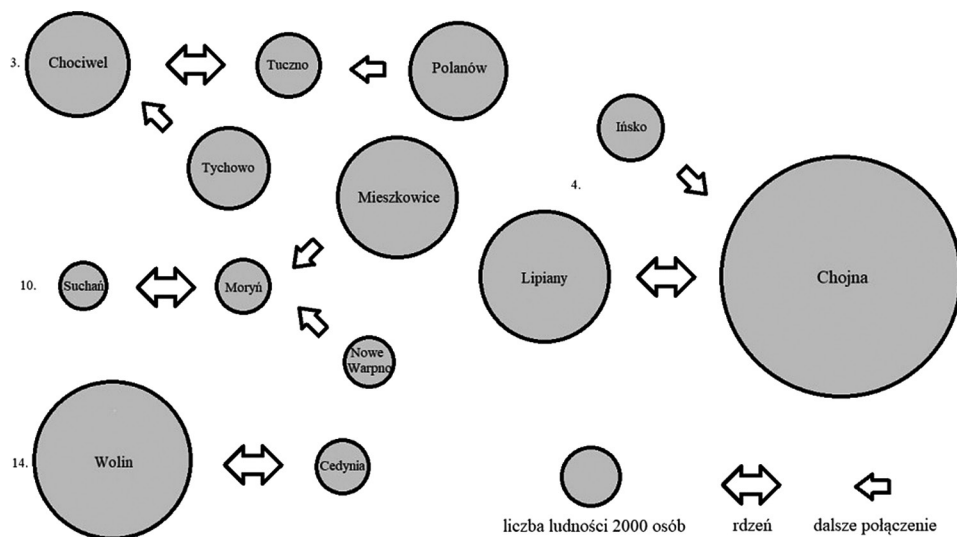 3.
Chociwel
Tuczno
Polanów
Tychowo
Ińsko
4.
Mieszkowice
Lipiany
Chojna
10.
Suchań
Moryń
Nowe
Warpno
14.
Wolin
Cedynia
liczba ludności 2000 osób
rdzeń
dalsze połączenie